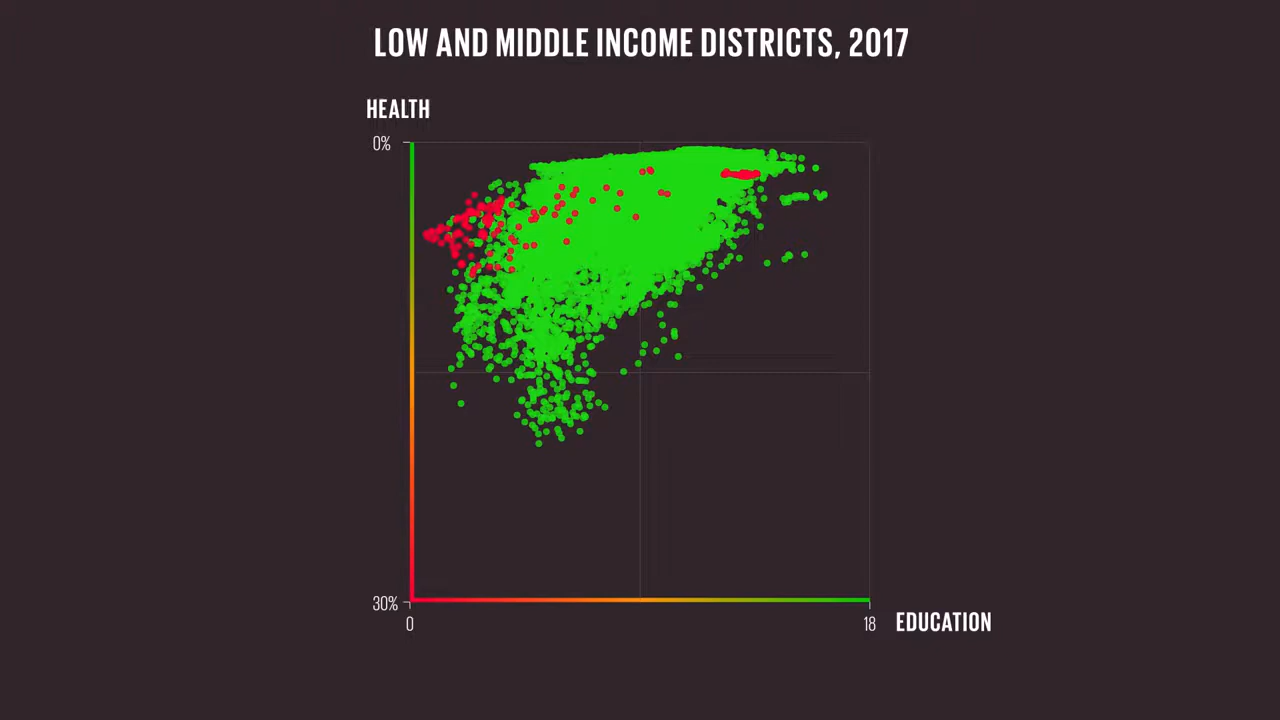 LOW AND MIDDLE INCOME DISTRICTS, 2017
HEALTH
0%
30%
0
18
EDUCATION